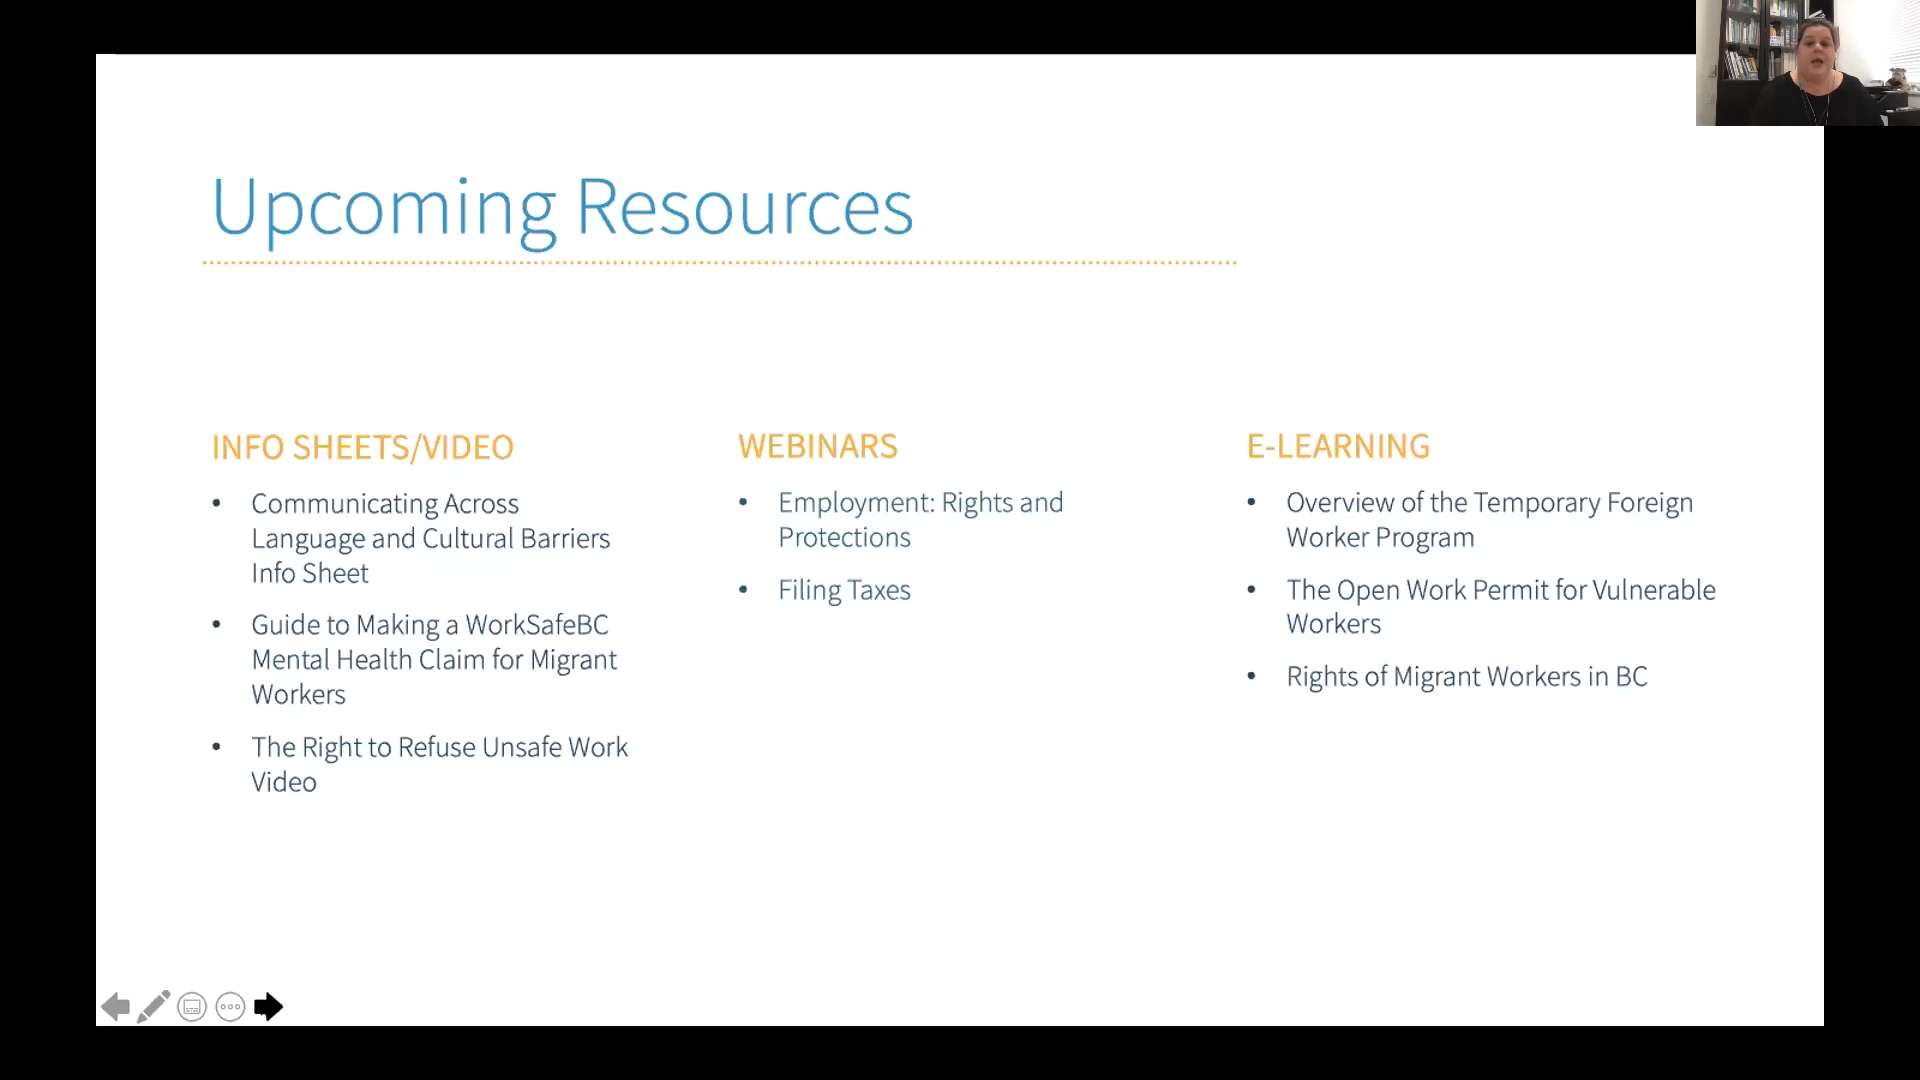 Upcoming Resources
INFO SHEETS/VIDEO
• Communicating Across
Language and Cultural Barriers
Info Sheet
• Guide to Making a WorkSafeBC
Mental Health Claim for Migrant
Workers
• The Right to Refuse Unsafe Work
Video
WEBINARS
• Employment: Rights and
Protections
• Filing Taxes
E-LEARNING
• Overview of the Temporary Foreign
Worker Program
• The Open Work Permit for Vulnerable
Workers
• Rights of Migrant Workers in BC